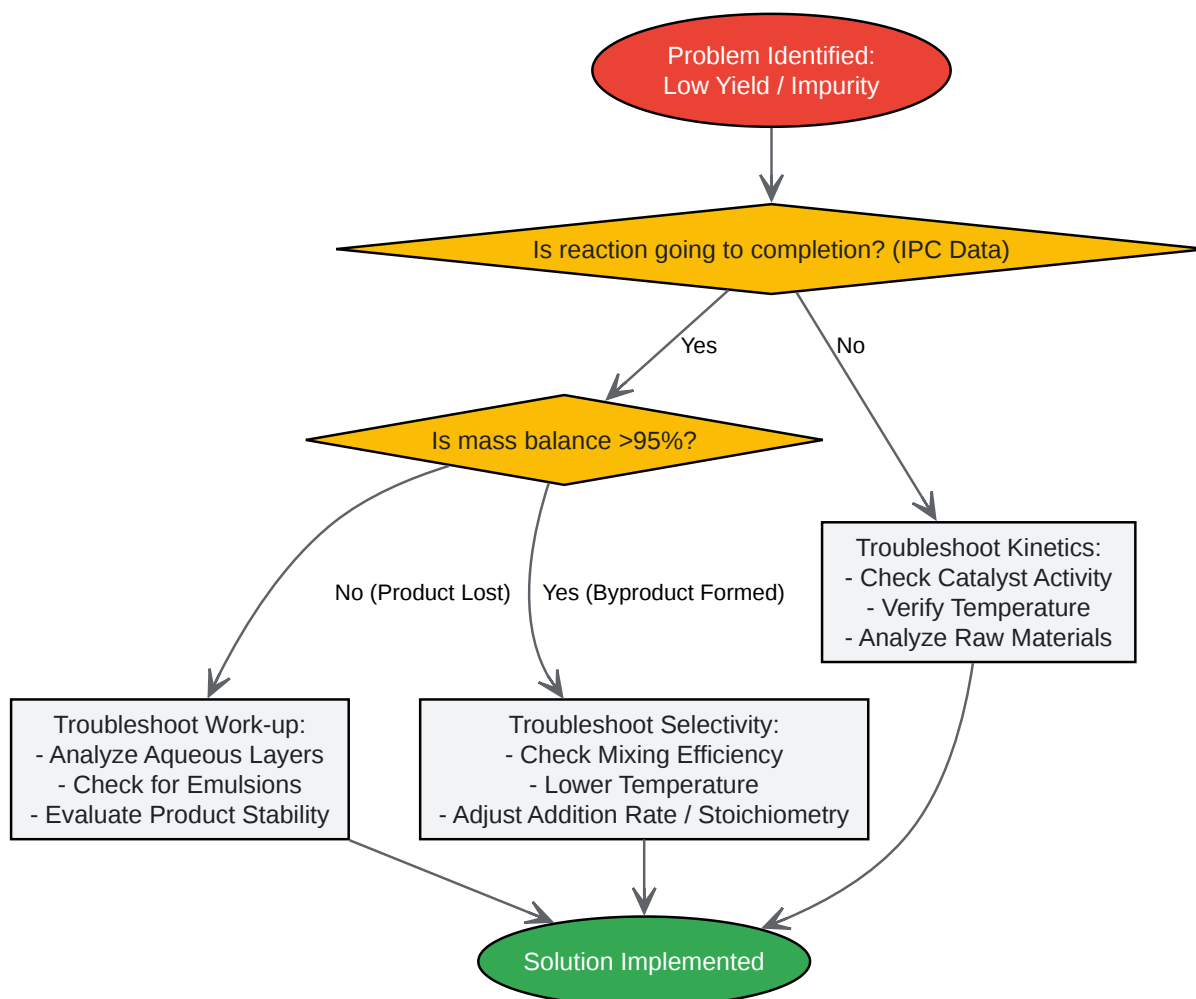 Problem Identified:
Low Yield / Impurity
Is reaction going to completion? (IPC Data)
Yes
No
Is mass balance >95%?
Troubleshoot Kinetics:
- Check Catalyst Activity
- Verify Temperature
- Analyze Raw Materials
No (Product Lost)
Yes (Byproduct Formed)
Troubleshoot Work-up:
- Analyze Aqueous Layers
- Check for Emulsions
- Evaluate Product Stability
Troubleshoot Selectivity:
- Check Mixing Efficiency
- Lower Temperature
- Adjust Addition Rate / Stoichiometry
Solution Implemented